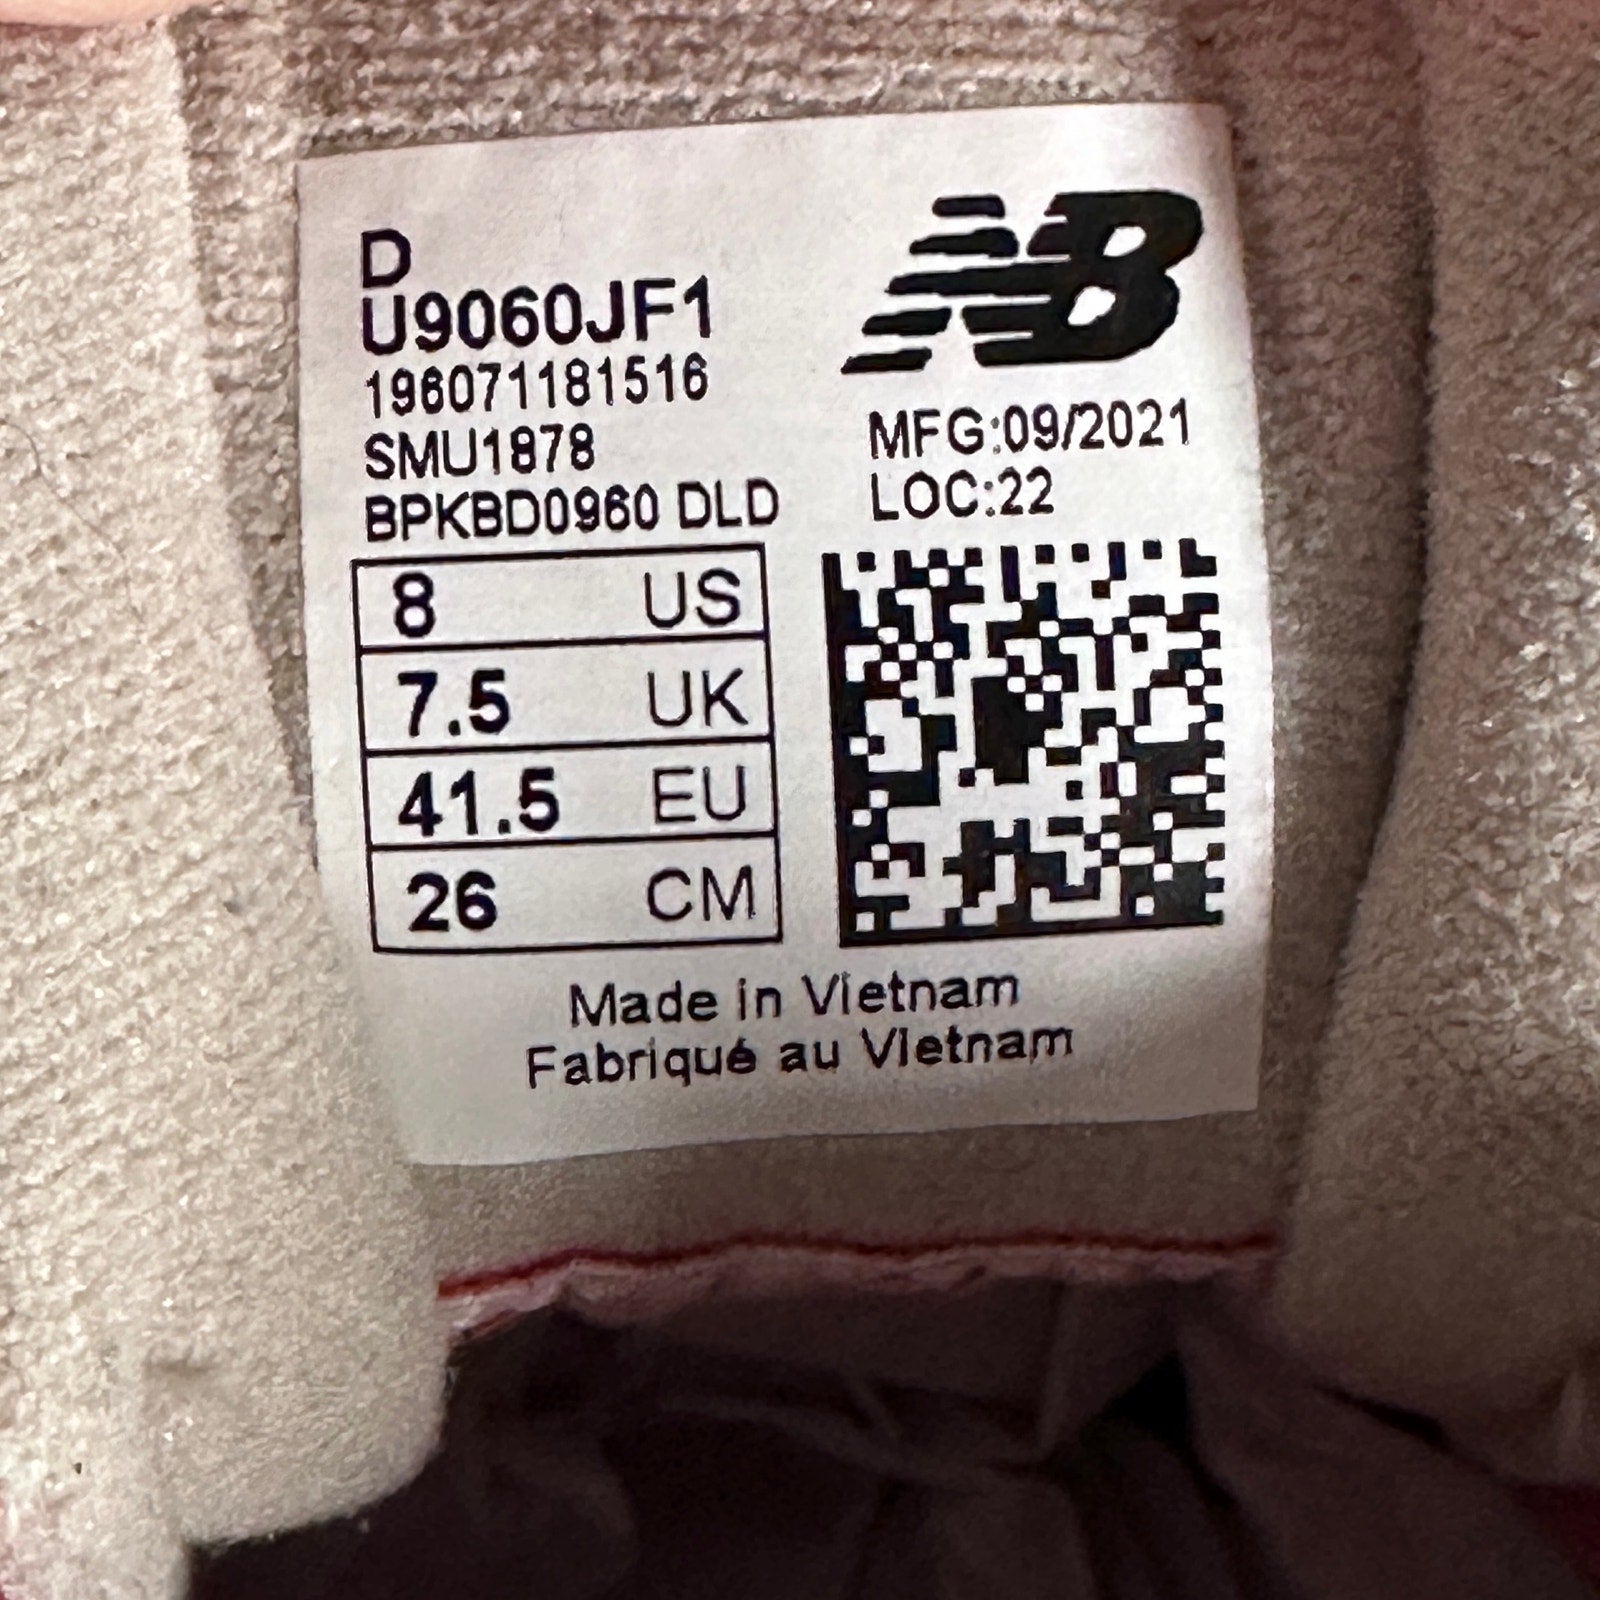 D
U9060JF1
196071181516
SMU1878
BPKBD0960 DLD
NB
MFG:09/2021
LOC:22
8 US
7.5 UK
41.5 EU
26 CM
Made in Vietnam
Fabriqué au Vietnam